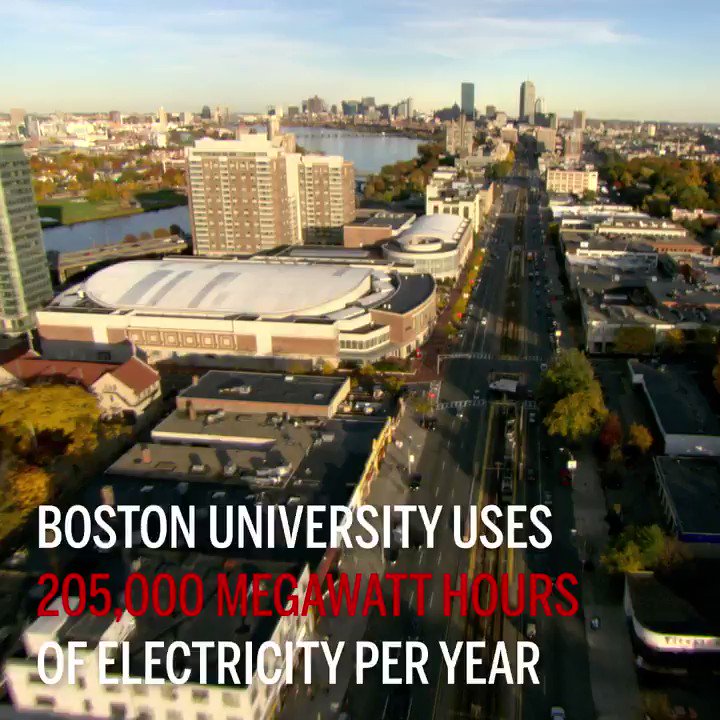 BOSTON UNIVERSITY USES
205,000 MEGAWATT HOURS
OF ELECTRICITY PER YEAR